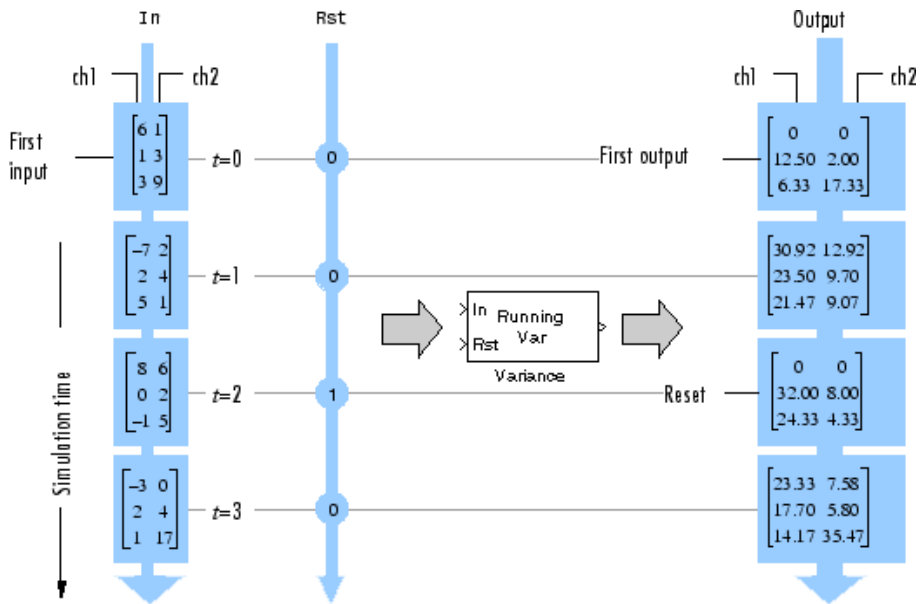 In Rst Output
ch1 ch2 ch1 ch2
First input
6 1
1 3
3 9
t=0
0
First output
0 0
12.50 2.00
6.33 17.33
–7 2
2 4
5 1
t=1
0
30.92 12.92
23.50 9.70
21.47 9.07
In
Rst
Running
Var
Variance
Simulation time
8 6
0 2
–1 5
t=2
1
Reset
0 0
32.00 8.00
24.33 4.33
–3 0
2 4
1 17
t=3
0
23.33 7.58
17.70 5.80
14.17 35.47